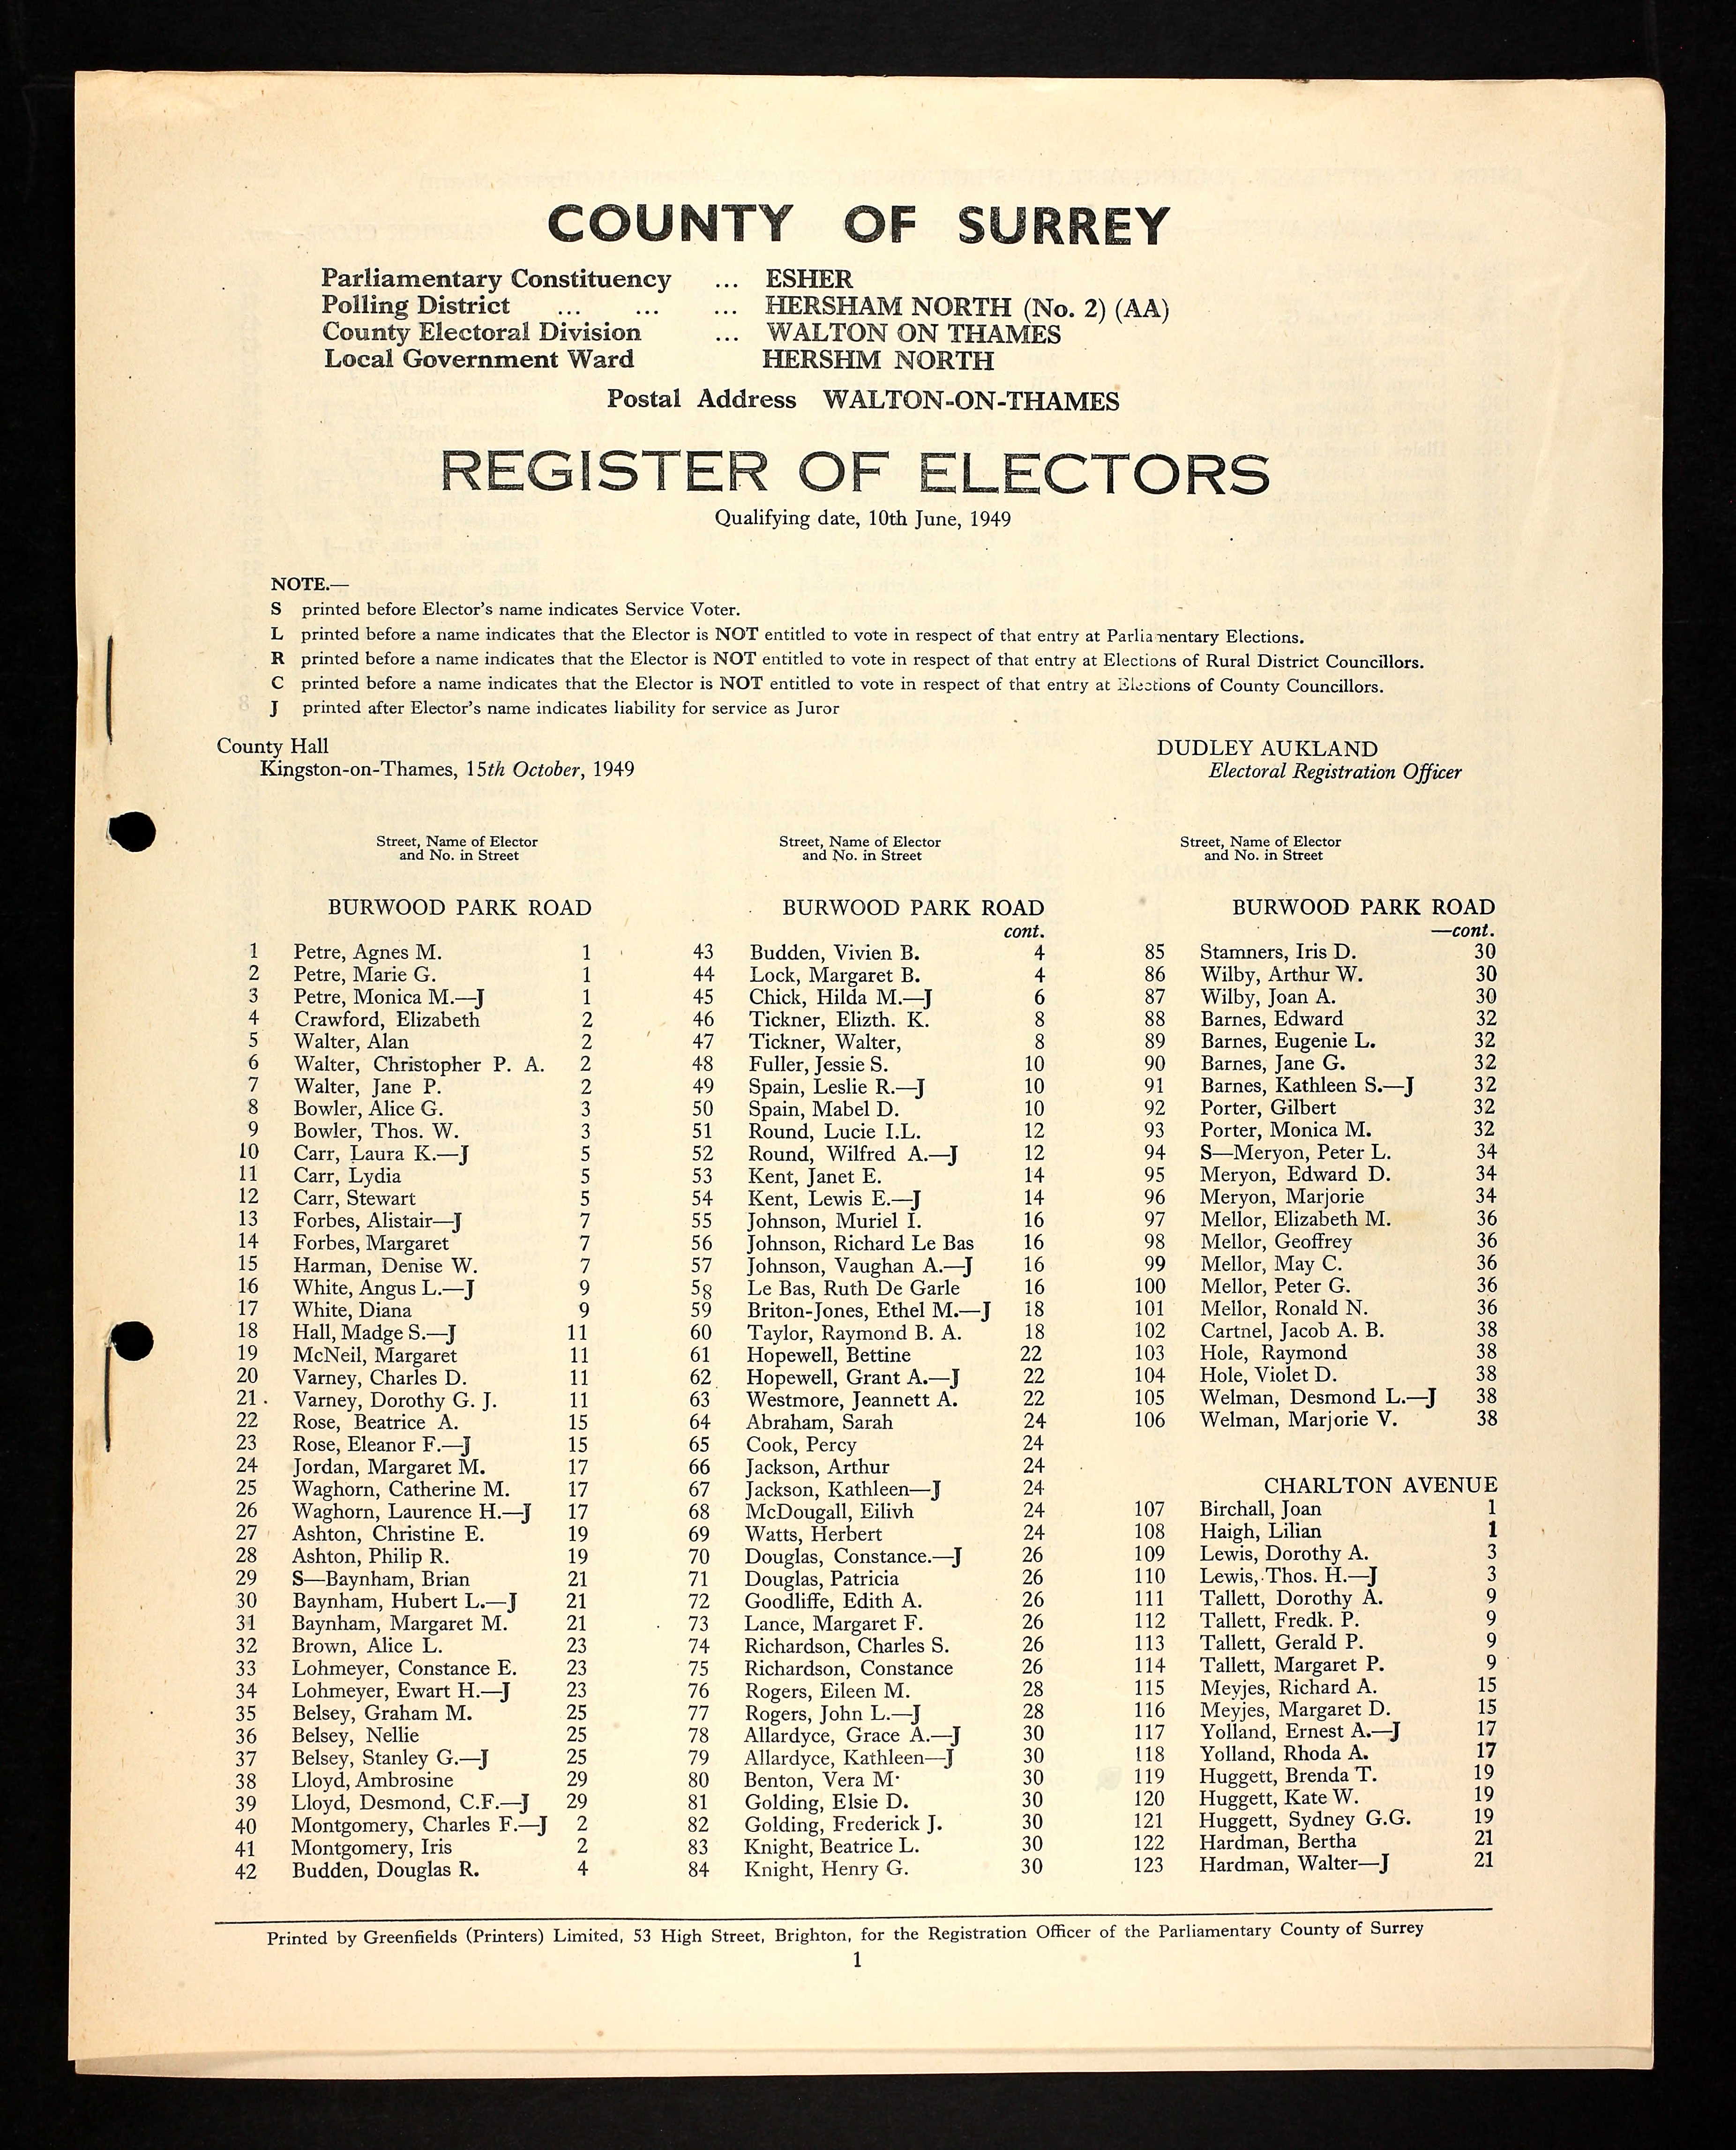 COUNTY OF SURREY
Parliamentary Constituency ... ESHER
Polling District ... ... ... HERSHAM NORTH (No. 2) (AA)
County Electoral Division ... WALTON ON THAMES
Local Government Ward HERSHM NORTH
Postal Address WALTON-ON-THAMES
REGISTER OF ELECTORS
Qualifying date, 10th June, 1949
NOTE.—
S printed before Elector's name indicates Service Voter.
L printed before a name indicates that the Elector is NOT entitled to vote in respect of that entry at Parliamentary Elections.
R printed before a name indicates that the Elector is NOT entitled to vote in respect of that entry at Elections of Rural District Councillors.
C printed before a name indicates that the Elector is NOT entitled to vote in respect of that entry at Elections of County Councillors.
J printed after Elector's name indicates liability for service as Juror
County Hall
Kingston-on-Thames, 15th October, 1949
DUDLEY AUKLAND
Electoral Registration Officer
Street, Name of Elector
and No. in Street
BURWOOD PARK ROAD
1 Petre, Agnes M. 1
2 Petre, Marie G. 1
3 Petre, Monica M.—J 1
4 Crawford, Elizabeth 2
5 Walter, Alan 2
6 Walter, Christopher P. A. 2
7 Walter, Jane P. 2
8 Bowler, Alice G. 3
9 Bowler, Thos. W. 3
10 Carr, Laura K.—J 5
11 Carr, Lydia 5
12 Carr, Stewart 5
13 Forbes, Alistair—J 7
14 Forbes, Margaret 7
15 Harman, Denise W. 7
16 White, Angus L.—J 9
17 White, Diana 9
18 Hall, Madge S.—J 11
19 McNeil, Margaret 11
20 Varney, Charles D. 11
21. Varney, Dorothy G. J. 11
22 Rose, Beatrice A. 15
23 Rose, Eleanor F.—J 15
24 Jordan, Margaret M. 17
25 Waghorn, Catherine M. 17
26 Waghorn, Laurence H.—J 17
27 Ashton, Christine E. 19
28 Ashton, Philip R. 19
29 S—Baynham, Brian 21
30 Baynham, Hubert L.—J 21
31 Baynham, Margaret M. 21
32 Brown, Alice L. 23
33 Lohmeyer, Constance E. 23
34 Lohmeyer, Ewart H.—J 23
35 Belsey, Graham M. 25
36 Belsey, Nellie 25
37 Belsey, Stanley G.—J 25
38 Lloyd, Ambrosine 29
39 Lloyd, Desmond, C.F.—J 29
40 Montgomery, Charles F.—J 2
41 Montgomery, Iris 2
42 Budden, Douglas R. 4
Street, Name of Elector
and No. in Street
BURWOOD PARK ROAD
cont.
43 Budden, Vivien B. 4
44 Lock, Margaret B. 4
45 Chick, Hilda M.—J 6
46 Tickner, Elizth. K. 8
47 Tickner, Walter, 8
48 Fuller, Jessie S. 10
49 Spain, Leslie R.—J 10
50 Spain, Mabel D. 10
51 Round, Lucie I.L. 12
52 Round, Wilfred A.—J 12
53 Kent, Janet E. 14
54 Kent, Lewis E.—J 14
55 Johnson, Muriel I. 16
56 Johnson, Richard Le Bas 16
57 Johnson, Vaughan A.—J 16
58 Le Bas, Ruth De Garle 16
59 Briton-Jones, Ethel M.—J 18
60 Taylor, Raymond B. A. 18
61 Hopewell, Bettine 22
62 Hopewell, Grant A.—J 22
63 Westmore, Jeannett A. 22
64 Abraham, Sarah 24
65 Cook, Percy 24
66 Jackson, Arthur 24
67 Jackson, Kathleen—J 24
68 McDougall, Eilivh 24
69 Watts, Herbert 24
70 Douglas, Constance.—J 26
71 Douglas, Patricia 26
72 Goodliffe, Edith A. 26
73 Lance, Margaret F. 26
74 Richardson, Charles S. 26
75 Richardson, Constance 26
76 Rogers, Eileen M. 28
77 Rogers, John L.—J 28
78 Allardyce, Grace A.—J 30
79 Allardyce, Kathleen—J 30
80 Benton, Vera M· 30
81 Golding, Elsie D. 30
82 Golding, Frederick J. 30
83 Knight, Beatrice L. 30
84 Knight, Henry G. 30
Street, Name of Elector
and No. in Street
BURWOOD PARK ROAD
—cont.
85 Stamners, Iris D. 30
86 Wilby, Arthur W. 30
87 Wilby, Joan A. 30
88 Barnes, Edward 32
89 Barnes, Eugenie L. 32
90 Barnes, Jane G. 32
91 Barnes, Kathleen S.—J 32
92 Porter, Gilbert 32
93 Porter, Monica M. 32
94 S—Meryon, Peter L. 34
95 Meryon, Edward D. 34
96 Meryon, Marjorie 34
97 Mellor, Elizabeth M. 36
98 Mellor, Geoffrey 36
99 Mellor, May C. 36
100 Mellor, Peter G. 36
101 Mellor, Ronald N. 36
102 Cartnel, Jacob A. B. 38
103 Hole, Raymond 38
104 Hole, Violet D. 38
105 Welman, Desmond L.—J 38
106 Welman, Marjorie V. 38
CHARLTON AVENUE
107 Birchall, Joan 1
108 Haigh, Lilian 1
109 Lewis, Dorothy A. 3
110 Lewis, Thos. H.—J 3
111 Tallett, Dorothy A. 9
112 Tallett, Fredk. P. 9
113 Tallett, Gerald P. 9
114 Tallett, Margaret P. 9
115 Meyjes, Richard A. 15
116 Meyjes, Margaret D. 15
117 Yolland, Ernest A.—J 17
118 Yolland, Rhoda A. 17
119 Huggett, Brenda T. 19
120 Huggett, Kate W. 19
121 Huggett, Sydney G.G. 19
122 Hardman, Bertha 21
123 Hardman, Walter—J 21
Printed by Greenfields (Printers) Limited, 53 High Street, Brighton, for the Registration Officer of the Parliamentary County of Surrey
1